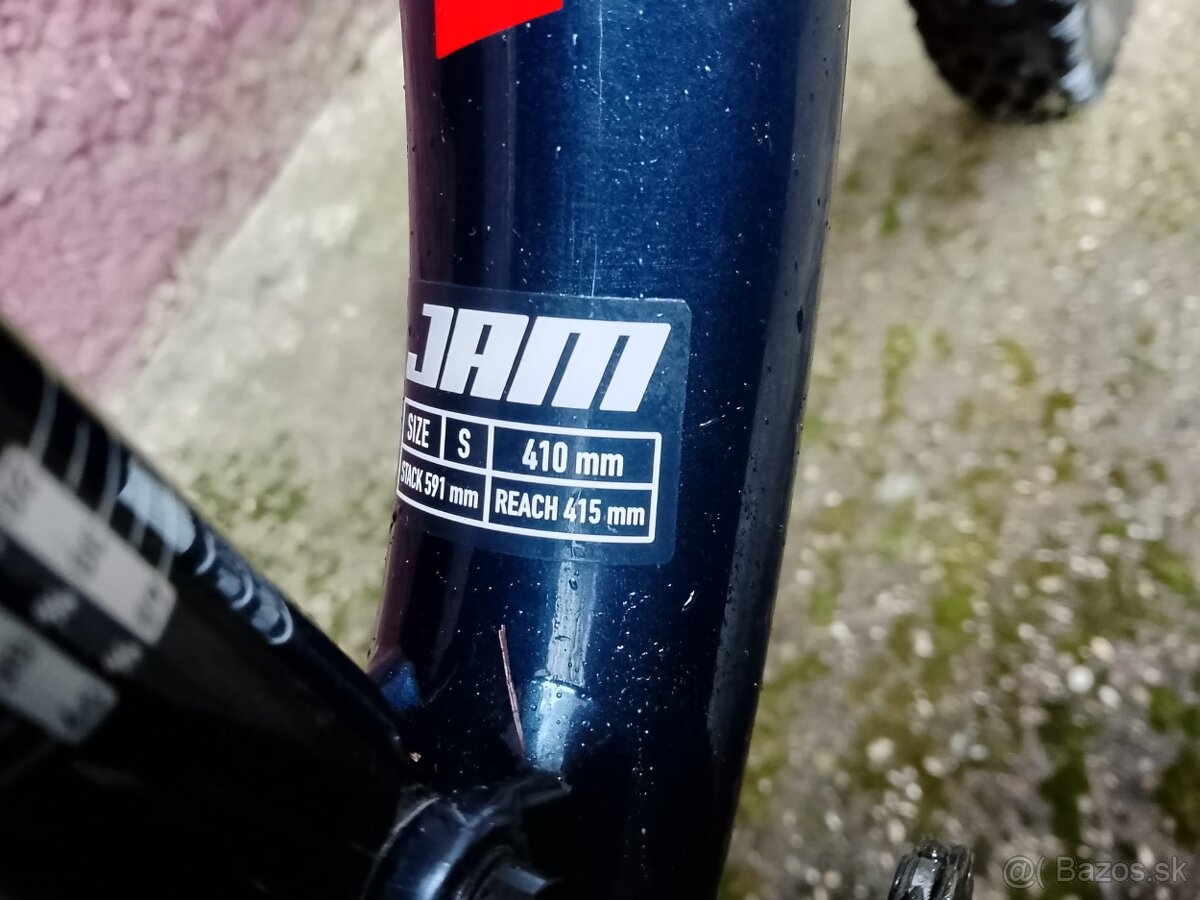 JAM
SIZE S 410 mm
STACK 591 mm REACH 415 mm
@( Bazos.sk